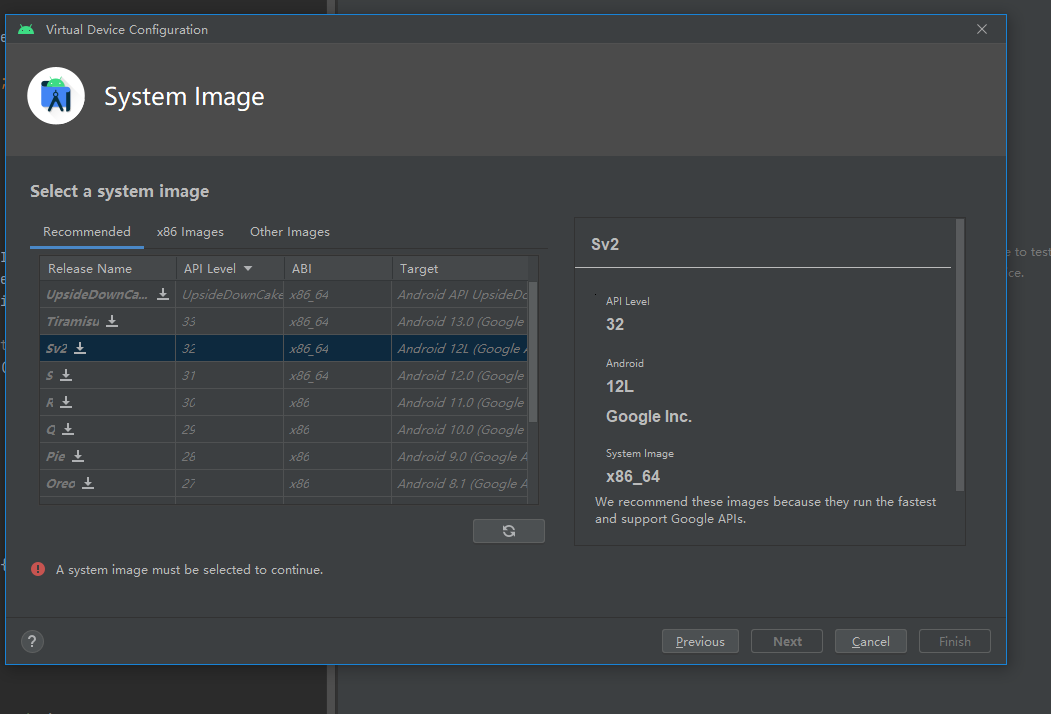 Virtual Device Configuration
System Image
Select a system image
Recommended x86 Images Other Images
Release Name API Level ABI Target
UpsideDownCa... UpsideDownCake x86_64 Android API UpsideDo
Tiramisu 33 x86_64 Android 13.0 (Google
Sv2 32 x86_64 Android 12L (Google A
S 31 x86_64 Android 12.0 (Google
R 30 x86 Android 11.0 (Google
Q 29 x86 Android 10.0 (Google
Pie 28 x86 Android 9.0 (Google A
Oreo 27 x86 Android 8.1 (Google A
Sv2
API Level
32
Android
12L
Google Inc.
System Image
x86_64
We recommend these images because they run the fastest
and support Google APIs.
e to test
ce.
A system image must be selected to continue.
? Previous Next Cancel Finish